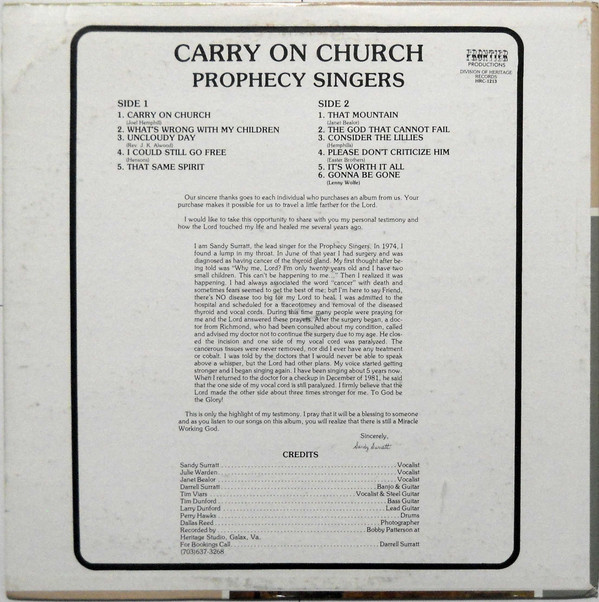 CARRY ON CHURCH
PROPHECY SINGERS
FRONTIER
PRODUCTIONS
DIVISION OF HERITAGE
RECORDS
HRC-1213
SIDE 1
1. CARRY ON CHURCH
(Joel Hemphill)
2. WHAT'S WRONG WITH MY CHILDREN
3. UNCLOUDY DAY
(Rev. J. K. Alwood)
4. I COULD STILL GO FREE
(Hinsons)
5. THAT SAME SPIRIT
SIDE 2
1. THAT MOUNTAIN
(Janet Bealor)
2. THE GOD THAT CANNOT FAIL
3. CONSIDER THE LILLIES
(Hemphills)
4. PLEASE DON'T CRITICIZE HIM
(Easter Brothers)
5. IT'S WORTH IT ALL
6. GONNA BE GONE
(Lenny Wolfe)
Our sincere thanks goes to each individual who purchases an album from us. Your
purchase makes it possible for us to travel a little farther for the Lord.
I would like to take this opportunity to share with you my personal testimony and
how the Lord touched my life and healed me several years ago.
I am Sandy Surratt, the lead singer for the Prophecy Singers. In 1974, I
found a lump in my throat. In June of that year I had surgery and was
diagnosed as having cancer of the thyroid gland. My first thought after be-
ing told was "Why me, Lord? I'm only twenty years old and I have two
small children. This can't be happening to me..." Then I realized it was
happening. I had always associated the word "cancer" with death and
sometimes fears seemed to get the best of me; but I'm here to say Friend,
there's NO disease too big for my Lord to heal. I was admitted to the
hospital and scheduled for a traceotomey and removal of the diseased
thyroid and vocal cords. During this time many people were praying for
me and the Lord answered these prayers. After the surgery began, a doc-
tor from Richmond, who had been consulted about my condition, called
and advised my doctor not to continue the surgery due to my age. He clos-
ed the incision and one side of my vocal cord was paralyzed. The
cancerous tissues were never removed, nor did I ever have any treatment
or cobalt. I was told by the doctors that I would never be able to speak
above a whisper, but the Lord had other plans. My voice started getting
stronger and I began singing again. I have been singing about 5 years now.
When I returned to the doctor for a checkup in December of 1981, he said
that the one side of my vocal cord is still paralyzed. I firmly believe that the
Lord made the other side about three times stronger for me. To God be
the Glory!
This is only the highlight of my testimony. I pray that it will be a blessing to someone
and as you listen to our songs on this album, you will realize that there is still a Miracle
Working God.
Sincerely,
Sandy Surratt
CREDITS
Sandy Surratt Vocalist
Julie Warden Vocalist
Janet Bealor Vocalist
Darrell Surratt Banjo & Guitar
Tim Viars Vocalist & Steel Guitar
Tim Dunford Bass Guitar
Larry Dunford Lead Guitar
Perry Hawks Drums
Dallas Reed Photographer
Recorded by Bobby Patterson at
Heritage Studio, Galax, Va.
For Bookings Call Darrell Surratt
(703)637-3268